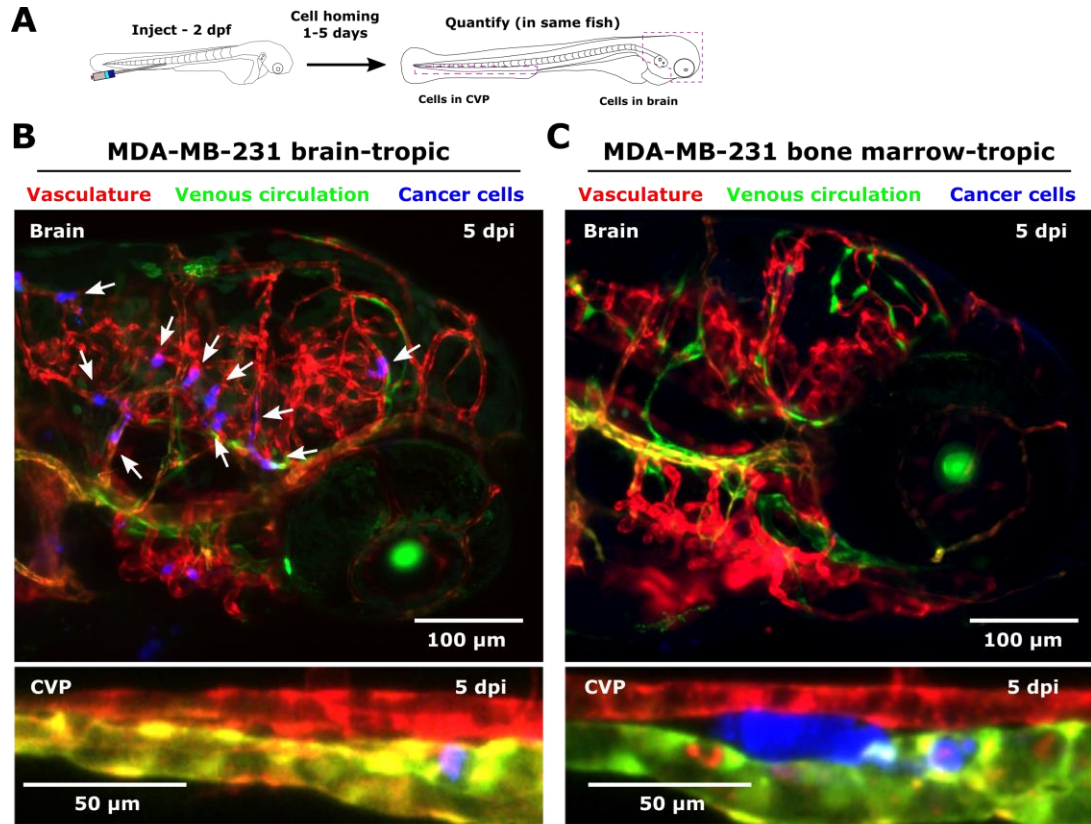 A
Inject - 2 dpf
Cell homing
1-5 days
Quantify (in same fish)
Cells in CVP
Cells in brain
B
MDA-MB-231 brain-tropic
Vasculature Venous circulation Cancer cells
Brain
5 dpi
100 μm
CVP
5 dpi
50 μm
C
MDA-MB-231 bone marrow-tropic
Vasculature Venous circulation Cancer cells
Brain
5 dpi
100 μm
CVP
5 dpi
50 μm